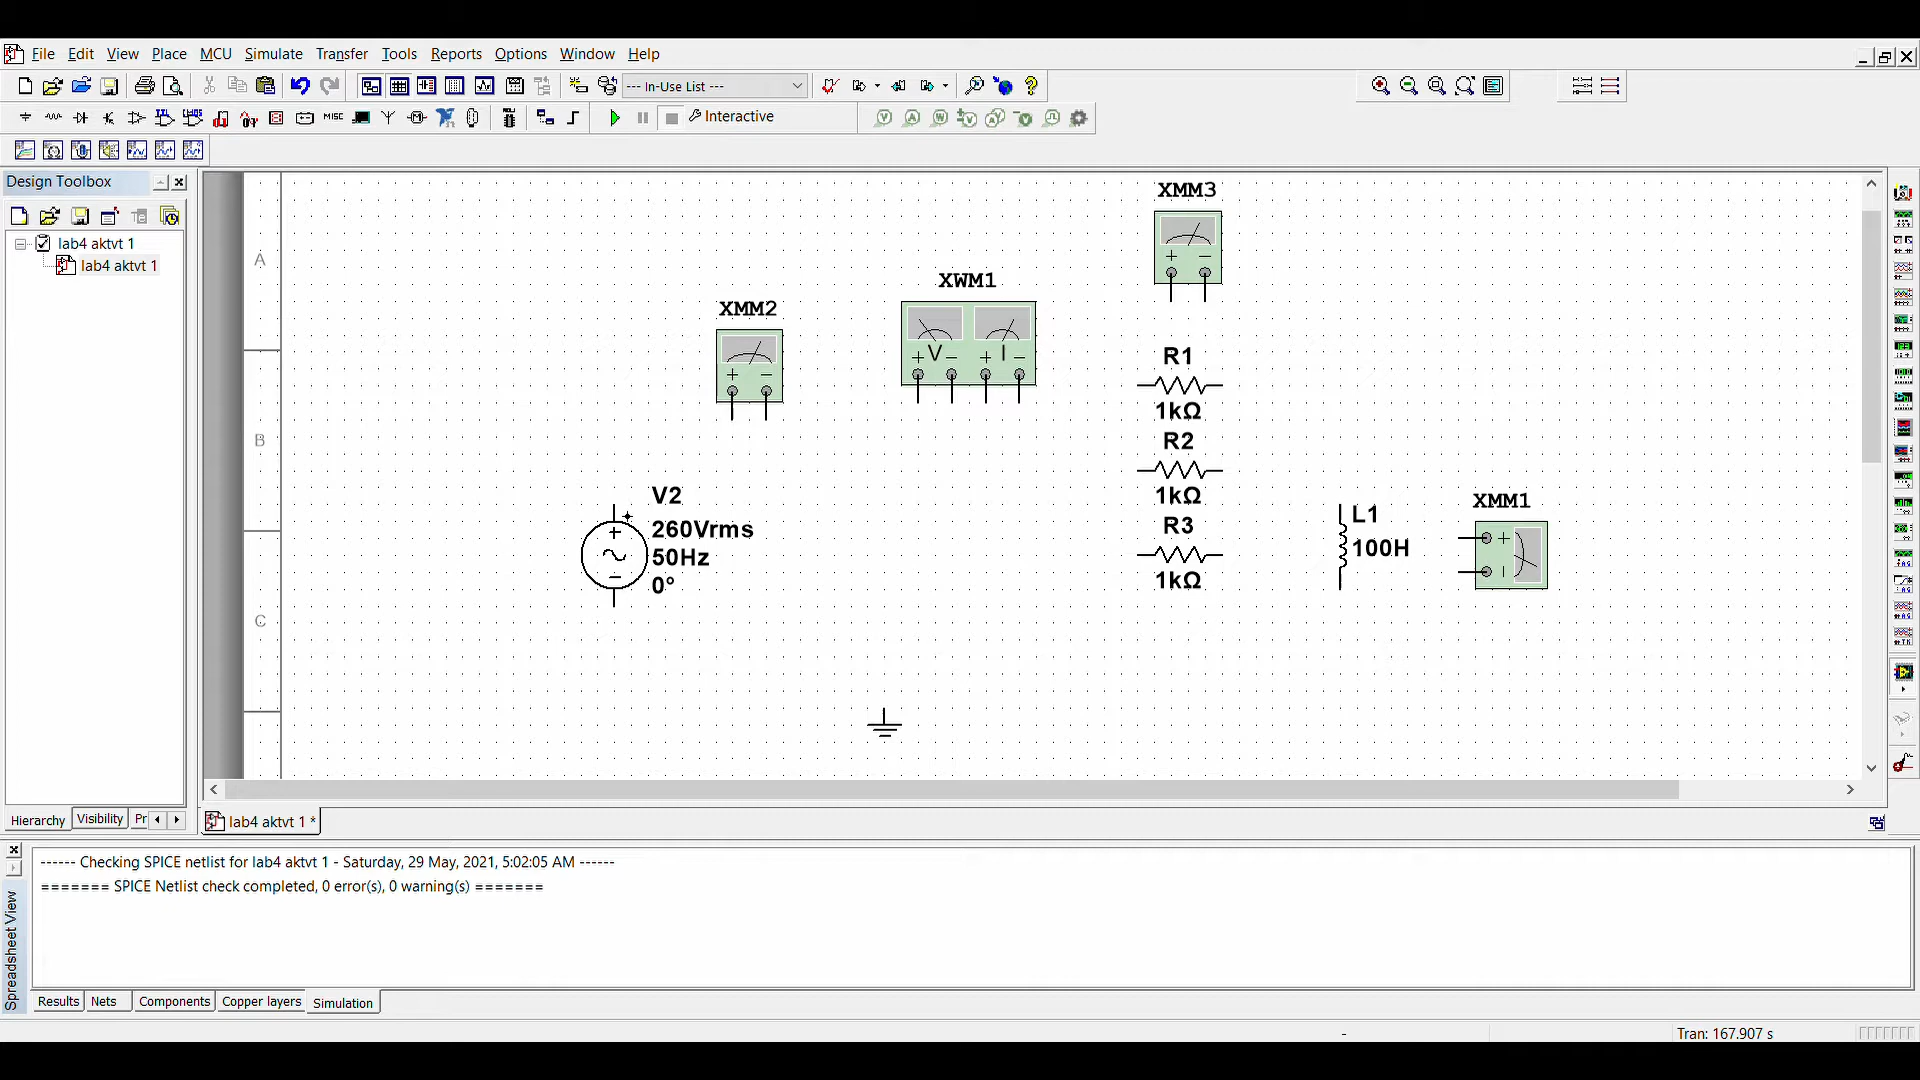 File Edit View Place MCU Simulate Transfer Tools Reports Options Window Help
--- In-Use List ---
MISC
Interactive
Design Toolbox
lab4 aktvt 1
lab4 aktvt 1
A
B
C
XMM3
+ −
XWM1
+ V − + I −
XMM2
+ −
R1
1kΩ
R2
1kΩ
R3
1kΩ
V2
260Vrms
50Hz
0°
L1
100H
XMM1
Hierarchy Visibility Pr
lab4 aktvt 1 *
------ Checking SPICE netlist for lab4 aktvt 1 - Saturday, 29 May, 2021, 5:02:05 AM ------
======= SPICE Netlist check completed, 0 error(s), 0 warning(s) =======
Spreadsheet View
Results Nets Components Copper layers Simulation
- Tran: 167.907 s